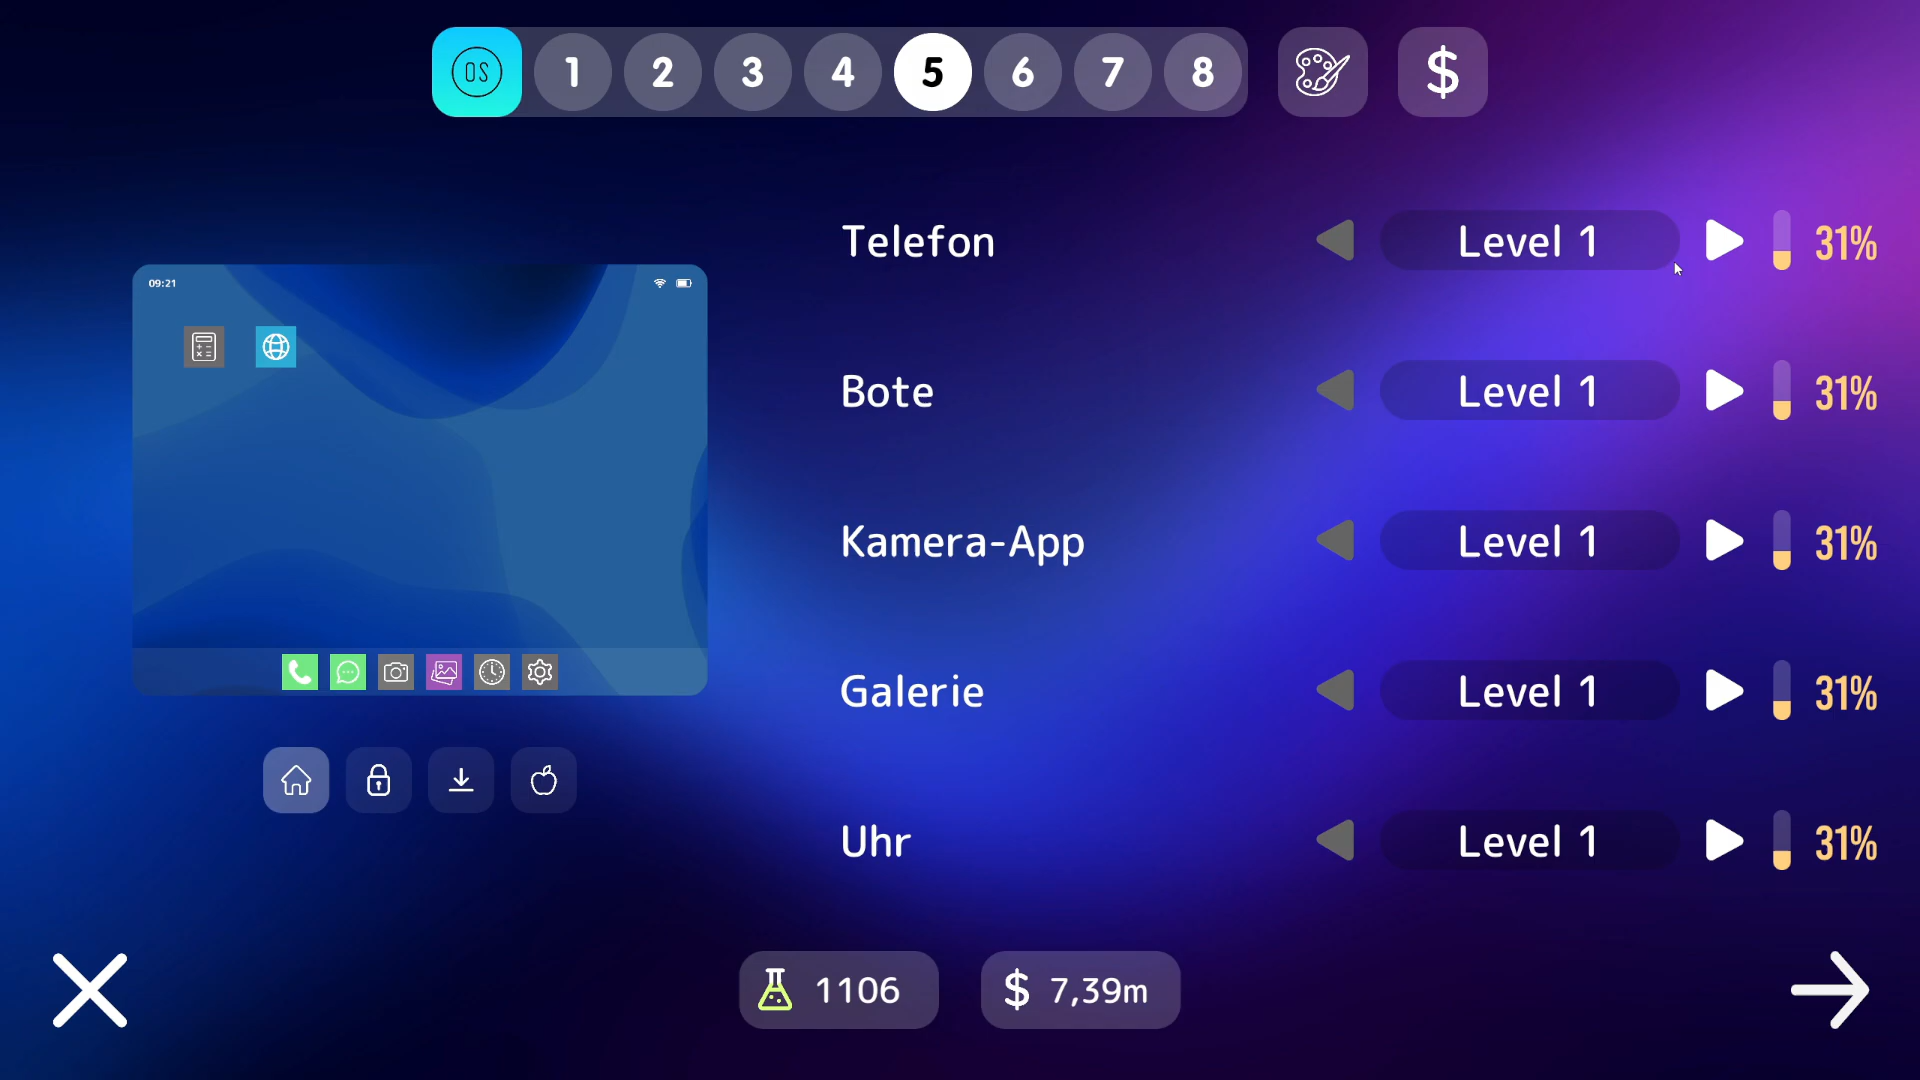 OS 1 2 3 4 5 6 7 8 $
Telefon Level 1 31%
09:21
Bote Level 1 31%
Kamera-App Level 1 31%
Galerie Level 1 31%
Uhr Level 1 31%
1106 $ 7,39m